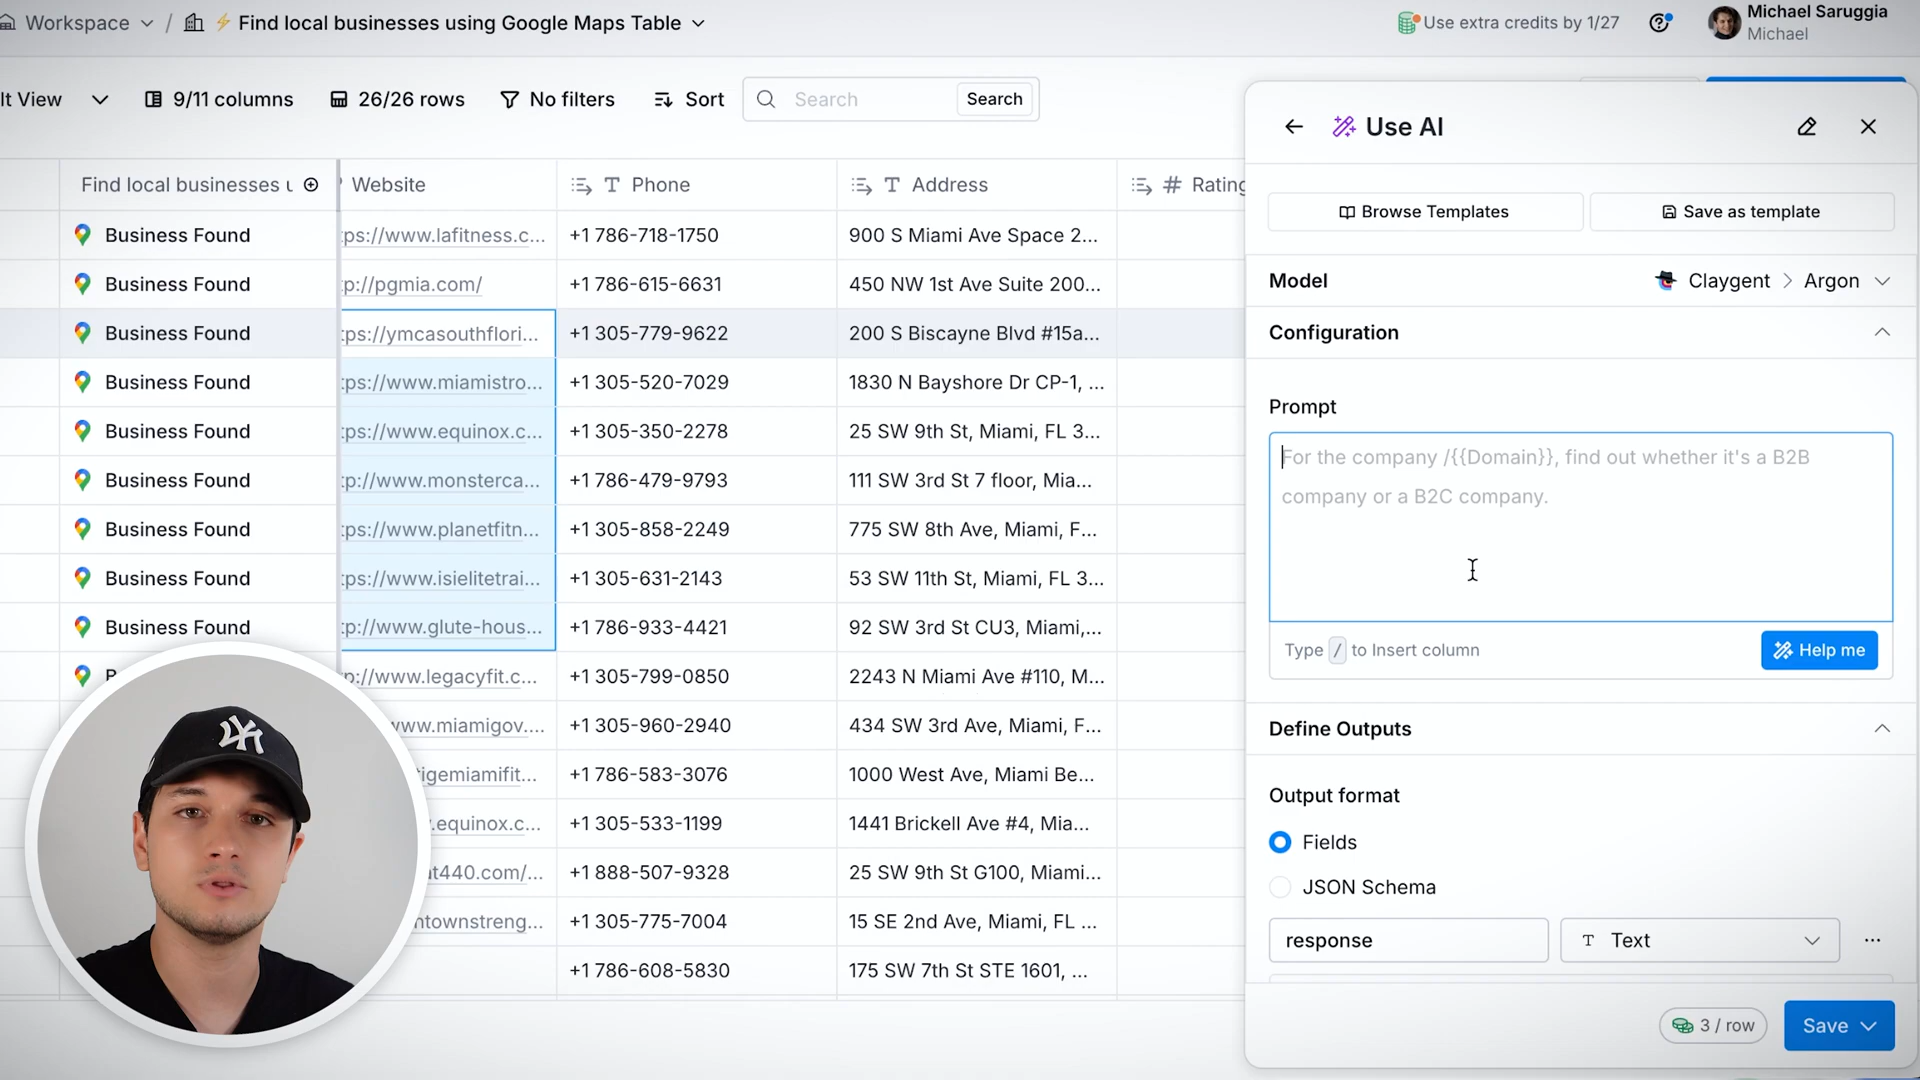 Workspace / ⚡ Find local businesses using Google Maps Table
Use extra credits by 1/27
Michael Saruggia
Michael
lt View
9/11 columns
26/26 rows
No filters
Sort
Search
Search
Find local businesses u
Website
Phone
Address
Rating
Business Found tps://www.lafitness.c... +1 786-718-1750 900 S Miami Ave Space 2...
Business Found tp://pgmia.com/ +1 786-615-6631 450 NW 1st Ave Suite 200...
Business Found tps://ymcasouthflori... +1 305-779-9622 200 S Biscayne Blvd #15a...
Business Found tps://www.miamistro... +1 305-520-7029 1830 N Bayshore Dr CP-1, ...
Business Found tps://www.equinox.c... +1 305-350-2278 25 SW 9th St, Miami, FL 3...
Business Found tp://www.monsterca... +1 786-479-9793 111 SW 3rd St 7 floor, Mia...
Business Found tps://www.planetfitn... +1 305-858-2249 775 SW 8th Ave, Miami, F...
Business Found tps://www.isielitetrai... +1 305-631-2143 53 SW 11th St, Miami, FL 3...
Business Found tp://www.glute-hous... +1 786-933-4421 92 SW 3rd St CU3, Miami,...
p://www.legacyfit.c... +1 305-799-0850 2243 N Miami Ave #110, M...
www.miamigov.... +1 305-960-2940 434 SW 3rd Ave, Miami, F...
tigemiamifit... +1 786-583-3076 1000 West Ave, Miami Be...
.equinox.c... +1 305-533-1199 1441 Brickell Ave #4, Mia...
at440.com/... +1 888-507-9328 25 SW 9th St G100, Miami...
ntownstreng... +1 305-775-7004 15 SE 2nd Ave, Miami, FL ...
+1 786-608-5830 175 SW 7th St STE 1601, ...
Use AI
Browse Templates
Save as template
Model
Claygent > Argon
Configuration
Prompt
For the company /{{Domain}}, find out whether it's a B2B
company or a B2C company.
Type / to Insert column
Help me
Define Outputs
Output format
Fields
JSON Schema
response
T Text
...
3 / row
Save